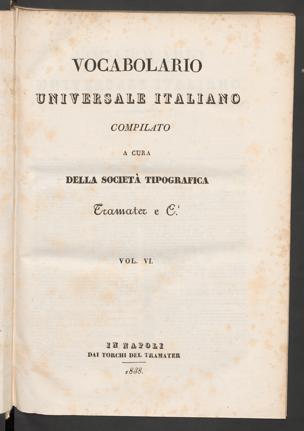 VOCABOLARIO
UNIVERSALE ITALIANO
COMPILATO
A CURA
DELLA SOCIETÀ TIPOGRAFICA
Tramater e C.i
VOL. VI.
IN NAPOLI
DAI TORCHI DEL TRAMATER
1838.